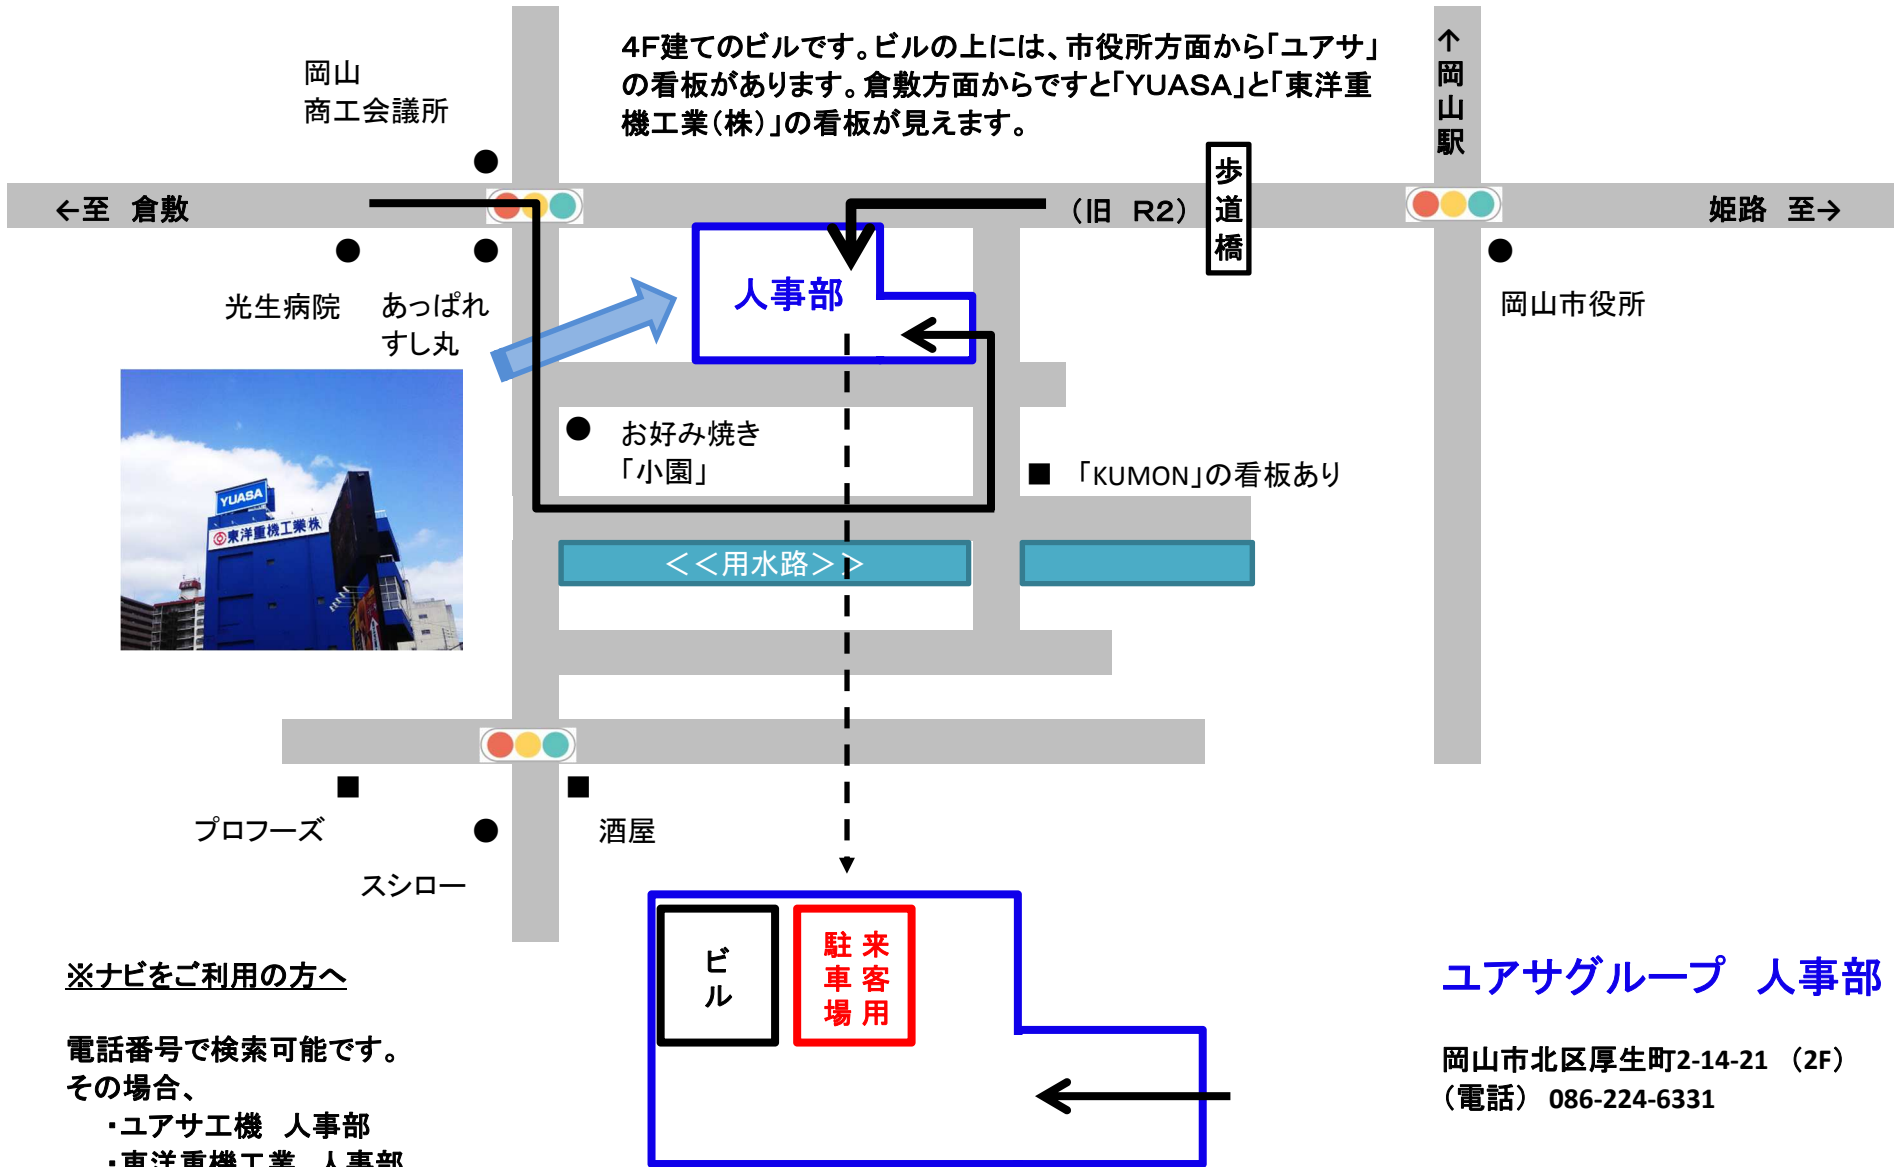 4F建てのビルです。ビルの上には、市役所方面から「ユアサ」
の看板があります。倉敷方面からですと「YUASA」と「東洋重
機工業(株)」の看板が見えます。
↑岡山駅
岡山
商工会議所
歩道橋
←至　倉敷
(旧　R2)
姫路　至→
人事部
光生病院
あっぱれ
すし丸
岡山市役所
お好み焼き
「小園」
「KUMON」の看板あり
YUASA
東洋重機工業株
<<用水路>>
プロフーズ
酒屋
スシロー
ビル
来客用
駐車場
※ナビをご利用の方へ
電話番号で検索可能です。
その場合、
・ユアサ工機　人事部
・東洋重機工業　人事部
ユアサグループ　人事部
岡山市北区厚生町2-14-21　(2F)
(電話)　086-224-6331